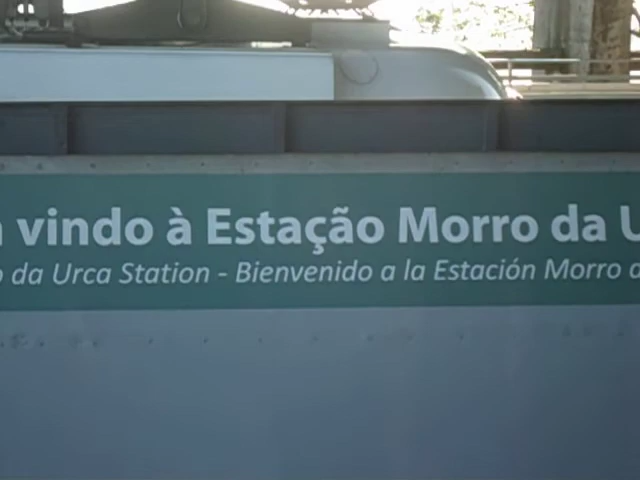 vindo à Estação Morro da U
o da Urca Station - Bienvenido a la Estación Morro d